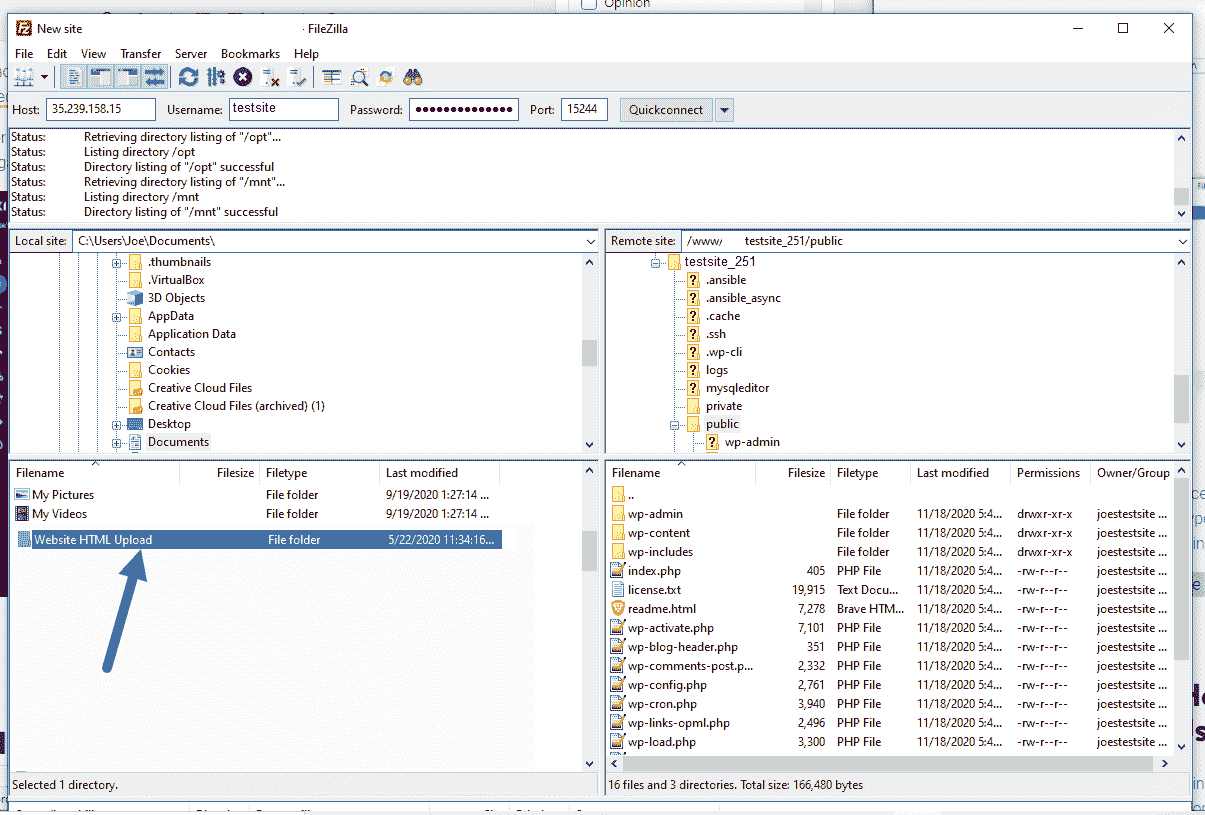 Opinion
New site · FileZilla
File Edit View Transfer Server Bookmarks Help
Host: 35.239.158.15 Username: testsite Password: ●●●●●●●●●●●●●● Port: 15244 Quickconnect
Status: Retrieving directory listing of "/opt"...
Status: Listing directory /opt
Status: Directory listing of "/opt" successful
Status: Retrieving directory listing of "/mnt"...
Status: Listing directory /mnt
Status: Directory listing of "/mnt" successful
Local site: C:\Users\Joe\Documents\
.thumbnails
.VirtualBox
3D Objects
AppData
Application Data
Contacts
Cookies
Creative Cloud Files
Creative Cloud Files (archived) (1)
Desktop
Documents
Remote site: /www/ testsite_251/public
testsite_251
.ansible
.ansible_async
.cache
.ssh
.wp-cli
logs
mysqleditor
private
public
wp-admin
Filename Filesize Filetype Last modified
My Pictures File folder 9/19/2020 1:27:14 ...
My Videos File folder 9/19/2020 1:27:14 ...
Website HTML Upload File folder 5/22/2020 11:34:16...
Selected 1 directory.
Filename Filesize Filetype Last modified Permissions Owner/Group
..
wp-admin File folder 11/18/2020 5:4... drwxr-xr-x joestestsite ...
wp-content File folder 11/18/2020 5:4... drwxr-xr-x joestestsite ...
wp-includes File folder 11/18/2020 5:4... drwxr-xr-x joestestsite ...
index.php 405 PHP File 11/18/2020 5:4... -rw-r--r-- joestestsite ...
license.txt 19,915 Text Docu... 11/18/2020 5:4... -rw-r--r-- joestestsite ...
readme.html 7,278 Brave HTM... 11/18/2020 5:4... -rw-r--r-- joestestsite ...
wp-activate.php 7,101 PHP File 11/18/2020 5:4... -rw-r--r-- joestestsite ...
wp-blog-header.php 351 PHP File 11/18/2020 5:4... -rw-r--r-- joestestsite ...
wp-comments-post.p... 2,332 PHP File 11/18/2020 5:4... -rw-r--r-- joestestsite ...
wp-config.php 2,761 PHP File 11/18/2020 5:4... -rw-r--r-- joestestsite ...
wp-cron.php 3,940 PHP File 11/18/2020 5:4... -rw-r--r-- joestestsite ...
wp-links-opml.php 2,496 PHP File 11/18/2020 5:4... -rw-r--r-- joestestsite ...
wp-load.php 3,300 PHP File 11/18/2020 5:4... -rw-r--r-- joestestsite ...
16 files and 3 directories. Total size: 166,480 bytes